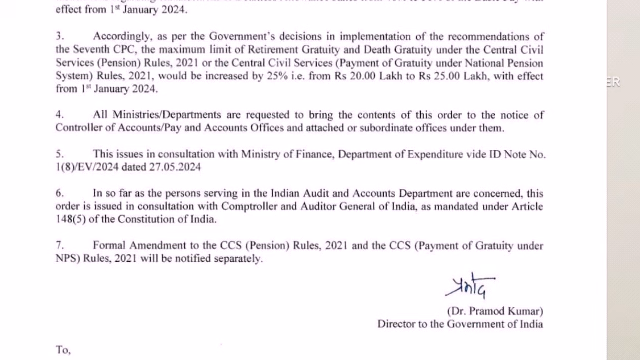 effect from 1st January 2024.
3. Accordingly, as per the Government's decisions in implementation of the recommendations of
the Seventh CPC, the maximum limit of Retirement Gratuity and Death Gratuity under the Central Civil
Services (Pension) Rules, 2021 or the Central Civil Services (Payment of Gratuity under National Pension
System) Rules, 2021, would be increased by 25% i.e. from Rs 20.00 Lakh to Rs 25.00 Lakh, with effect
from 1st January 2024.
4. All Ministries/Departments are requested to bring the contents of this order to the notice of
Controller of Accounts/Pay and Accounts Offices and attached or subordinate offices under them.
5. This issues in consultation with Ministry of Finance, Department of Expenditure vide ID Note No.
1(8)/EV/2024 dated 27.05.2024
6. In so far as the persons serving in the Indian Audit and Accounts Department are concerned, this
order is issued in consultation with Comptroller and Auditor General of India, as mandated under Article
148(5) of the Constitution of India.
7. Formal Amendment to the CCS (Pension) Rules, 2021 and the CCS (Payment of Gratuity under
NPS) Rules, 2021 will be notified separately.
(Dr. Pramod Kumar)
Director to the Government of India
To,
ER